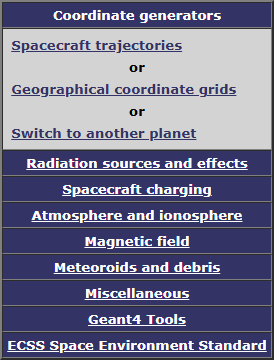 Coordinate generators
Spacecraft trajectories
or
Geographical coordinate grids
or
Switch to another planet
Radiation sources and effects
Spacecraft charging
Atmosphere and ionosphere
Magnetic field
Meteoroids and debris
Miscellaneous
Geant4 Tools
ECSS Space Environment Standard